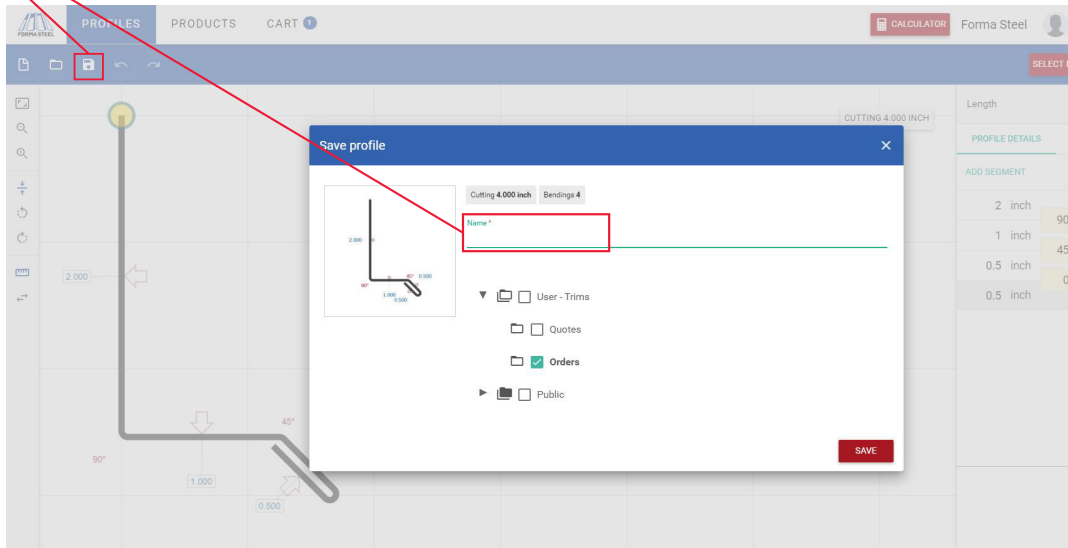 FORMA STEEL
PROFILES
PRODUCTS
CART 1
CALCULATOR
Forma Steel
CUTTING 4.000 INCH
Length
PROFILE DETAILS
ADD SEGMENT
2 inch
90
1 inch
45
0.5 inch
0
0.5 inch
2.000
45°
90°
1.000
0.500
Save profile
Cutting 4.000 inch Bendings 4
Name *
2.000
45° 0.500
90°
1.000
0.500
User - Trims
Quotes
Orders
Public
SAVE